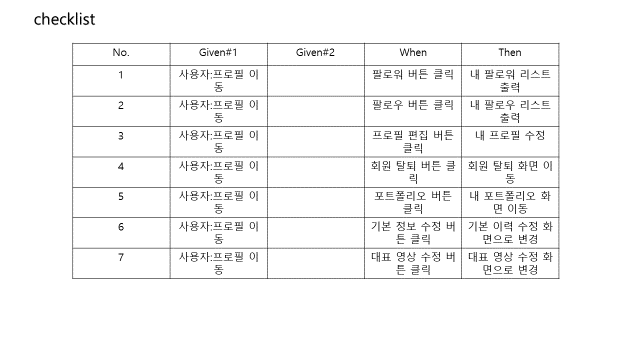 checklist
No. Given#1 Given#2 When Then
1 사용자:프로필 이동 팔로워 버튼 클릭 내 팔로워 리스트 출력
2 사용자:프로필 이동 팔로우 버튼 클릭 내 팔로우 리스트 출력
3 사용자:프로필 이동 프로필 편집 버튼 클릭 내 프로필 수정
4 사용자:프로필 이동 회원 탈퇴 버튼 클릭 회원 탈퇴 화면 이동
5 사용자:프로필 이동 포트폴리오 버튼 클릭 내 포트폴리오 화면 이동
6 사용자:프로필 이동 기본 정보 수정 버튼 클릭 기본 이력 수정 화면으로 변경
7 사용자:프로필 이동 대표 영상 수정 버튼 클릭 대표 영상 수정 화면으로 변경